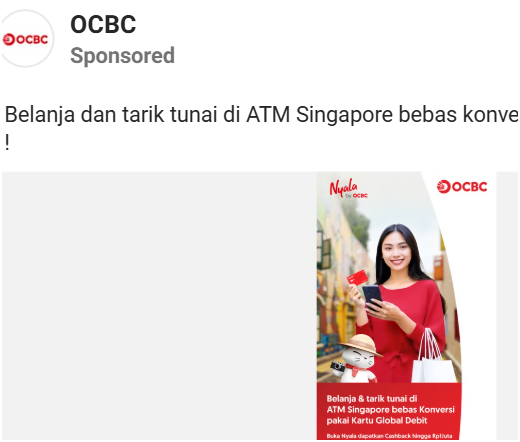 OCBC
OCBC
Sponsored
Belanja dan tarik tunai di ATM Singapore bebas konve
!
Nyala
by OCBC
OCBC
Belanja & tarik tunai di
ATM Singapore bebas Konversi
pakai Kartu Global Debit
Buka Nyala dapatkan Cashback hingga Rp1juta